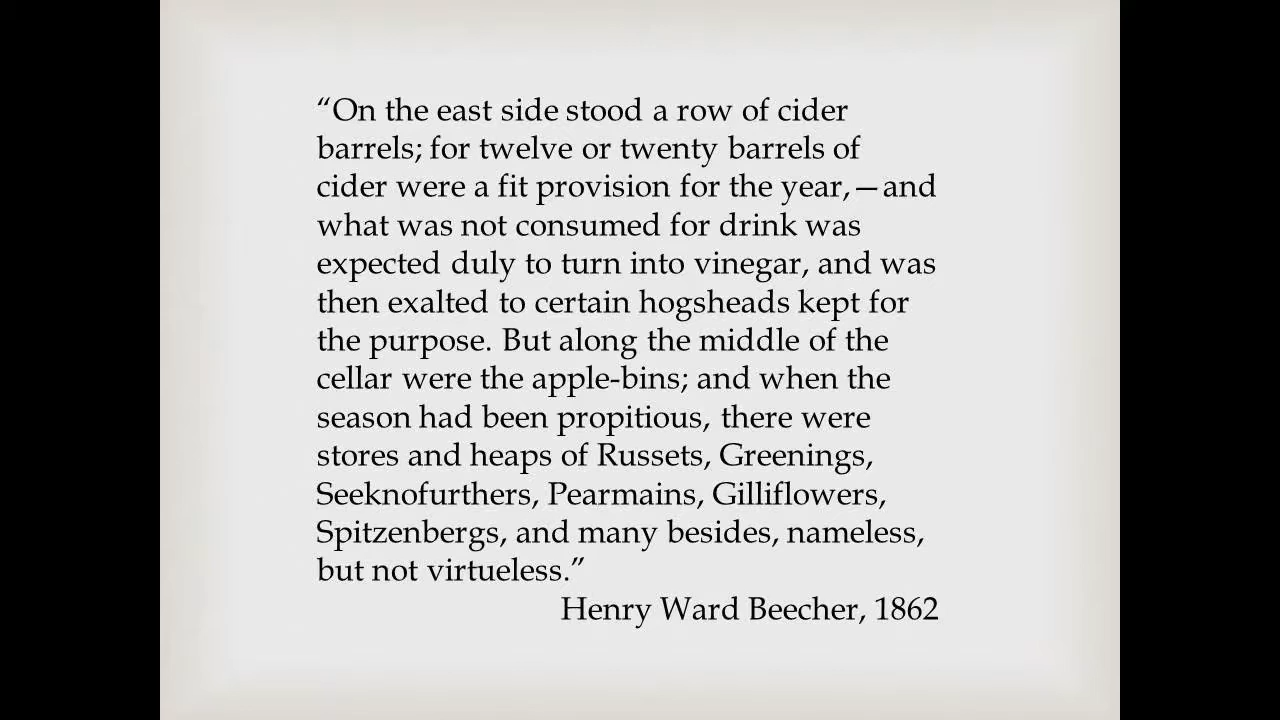 “On the east side stood a row of cider
barrels; for twelve or twenty barrels of
cider were a fit provision for the year,—and
what was not consumed for drink was
expected duly to turn into vinegar, and was
then exalted to certain hogsheads kept for
the purpose. But along the middle of the
cellar were the apple-bins; and when the
season had been propitious, there were
stores and heaps of Russets, Greenings,
Seeknofurthers, Pearmains, Gilliflowers,
Spitzenbergs, and many besides, nameless,
but not virtueless.”
Henry Ward Beecher, 1862